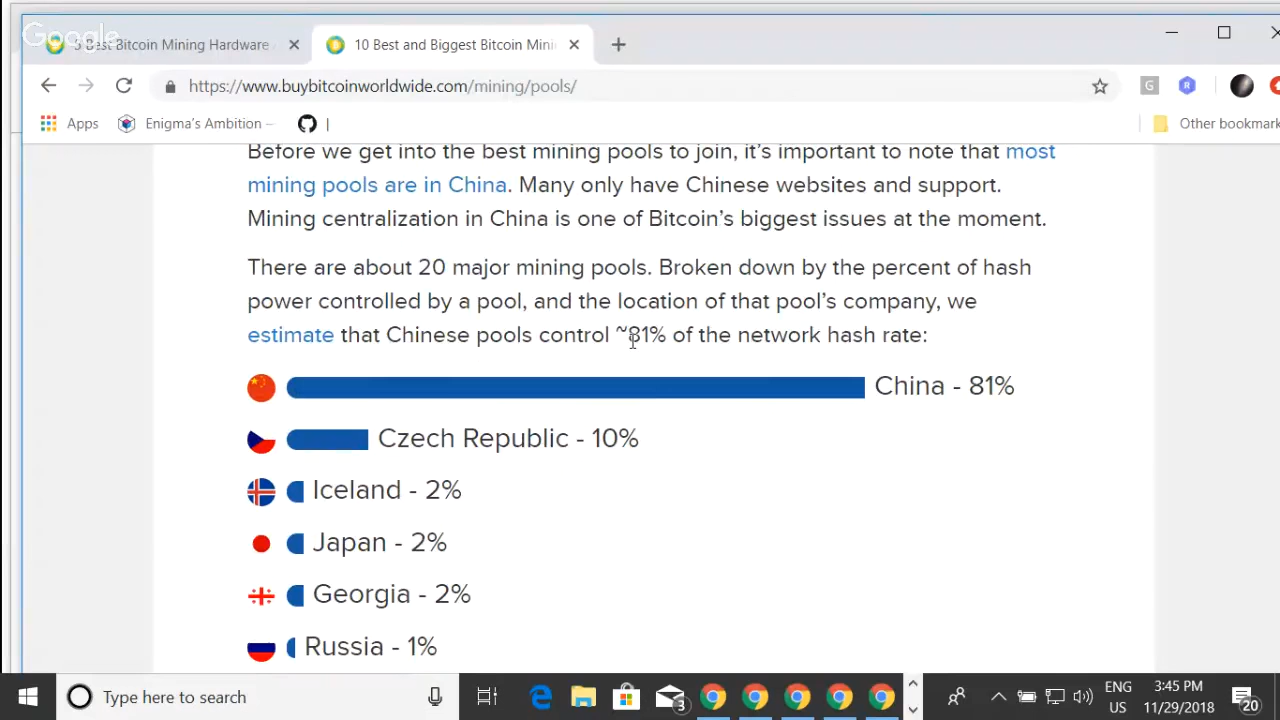 Google
5 Best Bitcoin Mining Hardware
10 Best and Biggest Bitcoin Mini
https://www.buybitcoinworldwide.com/mining/pools/
G
R
Apps
Enigma's Ambition –
|
Other bookmark
Before we get into the best mining pools to join, it's important to note that most
mining pools are in China. Many only have Chinese websites and support.
Mining centralization in China is one of Bitcoin's biggest issues at the moment.
There are about 20 major mining pools. Broken down by the percent of hash
power controlled by a pool, and the location of that pool's company, we
estimate that Chinese pools control ~81% of the network hash rate:
China - 81%
Czech Republic - 10%
Iceland - 2%
Japan - 2%
Georgia - 2%
Russia - 1%
Type here to search
3
ENG
US
3:45 PM
11/29/2018
20